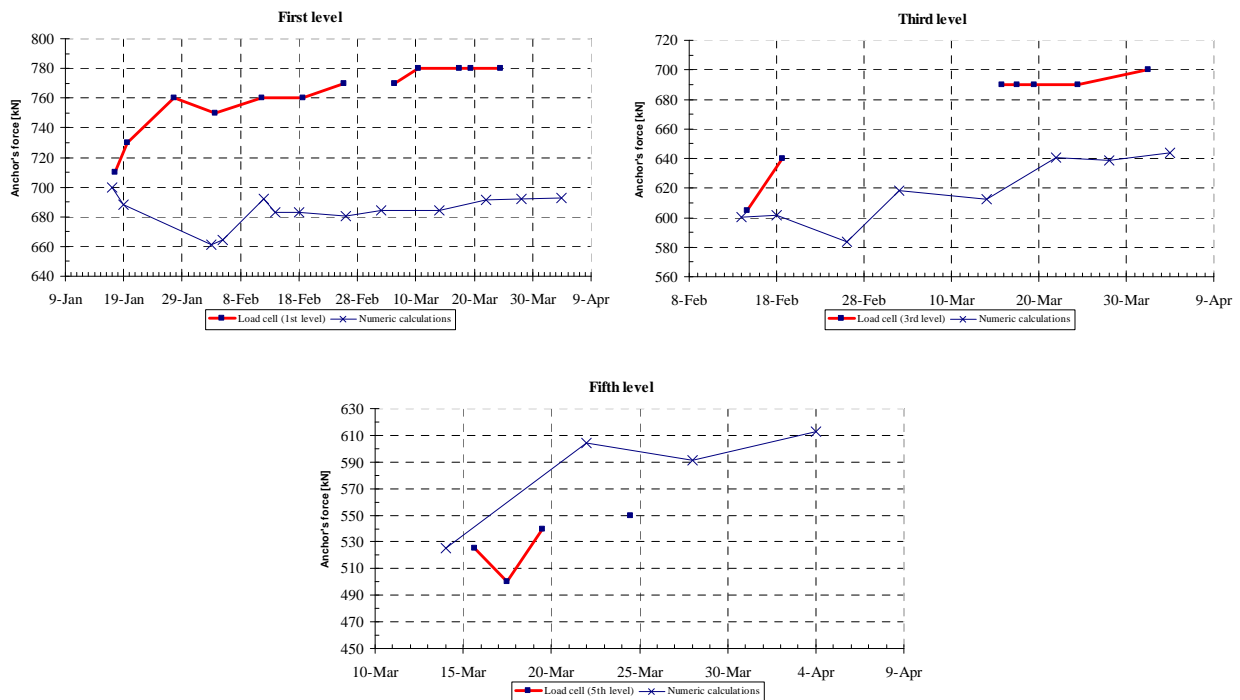 First level
Anchor's force [kN]
800
780
760
740
720
700
680
660
640
9-Jan 19-Jan 29-Jan 8-Feb 18-Feb 28-Feb 10-Mar 20-Mar 30-Mar 9-Apr
Load cell (1st level) Numeric calculations
Third level
Anchor's force [kN]
720
700
680
660
640
620
600
580
560
8-Feb 18-Feb 28-Feb 10-Mar 20-Mar 30-Mar 9-Apr
Load cell (3rd level) Numeric calculations
Fifth level
Anchor's force [kN]
630
610
590
570
550
530
510
490
470
450
10-Mar 15-Mar 20-Mar 25-Mar 30-Mar 4-Apr 9-Apr
Load cell (5th level) Numeric calculations